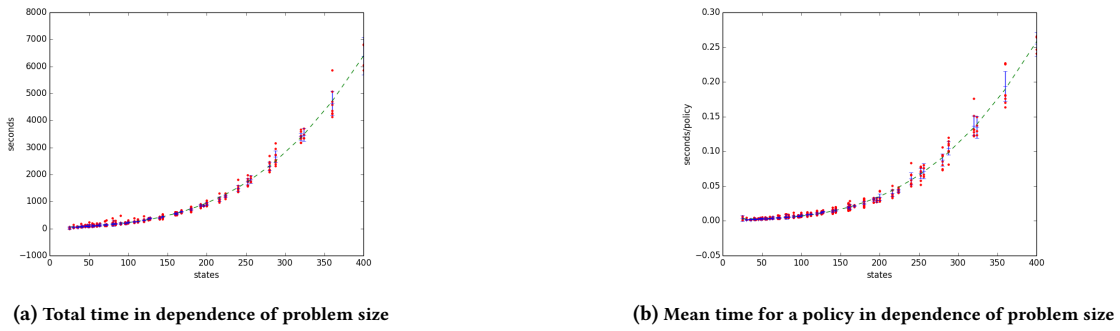 8000
7000
6000
5000
4000
3000
2000
1000
0
−1000
seconds
0 50 100 150 200 250 300 350 400
states
(a) Total time in dependence of problem size
0.30
0.25
0.20
0.15
0.10
0.05
0.00
−0.05
seconds/policy
0 50 100 150 200 250 300 350 400
states
(b) Mean time for a policy in dependence of problem size